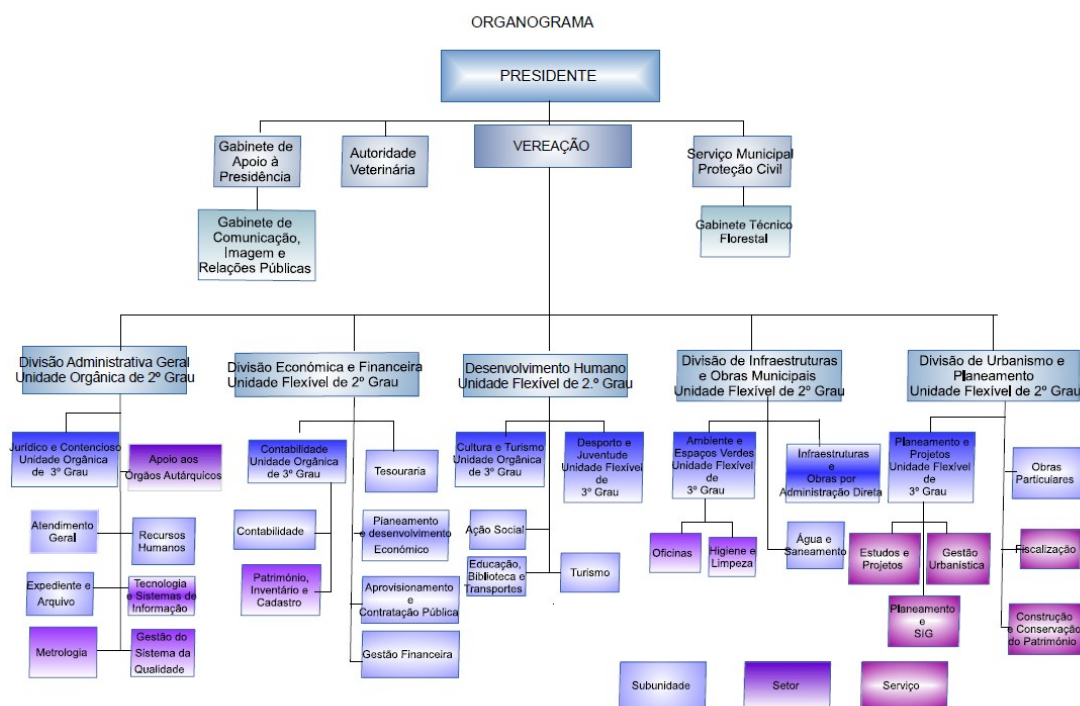 ORGANOGRAMA
PRESIDENTE
Gabinete de
Apoio à
Presidência
Autoridade
Veterinária
VEREAÇÃO
Serviço Municipal
Proteção Civil
Gabinete de
Comunicação,
Imagem e
Relações Públicas
Gabinete Técnico
Florestal
Divisão Administrativa Geral
Unidade Orgânica de 2º Grau
Divisão Económica e Financeira
Unidade Flexível de 2º Grau
Desenvolvimento Humano
Unidade Flexível de 2.º Grau
Divisão de Infraestruturas
e Obras Municipais
Unidade Flexível de 2º Grau
Divisão de Urbanismo e
Planeamento
Unidade Flexível de 2º Grau
Jurídico e Contencioso
Unidade Orgânica
de 3º Grau
Apoio aos
Órgãos Autárquicos
Atendimento
Geral
Recursos
Humanos
Expediente e
Arquivo
Tecnologia
e Sistemas de
Informação
Metrologia
Gestão do
Sistema da
Qualidade
Contabilidade
Unidade Orgânica
de 3º Grau
Tesouraria
Contabilidade
Planeamento
e desenvolvimento
Económico
Património,
Inventário e
Cadastro
Aprovisionamento
e
Contratação Pública
Gestão Financeira
Cultura e Turismo
Unidade Orgânica
de 3º Grau
Desporto e
Juventude
Unidade Flexível
de 3º Grau
Ação Social
Educação,
Biblioteca e
Transportes
Turismo
Ambiente e
Espaços Verdes
Unidade Flexível
de
3º Grau
Infraestruturas
e
Obras por
Administração Direta
Oficinas
Higiene e
Limpeza
Água e
Saneamento
Planeamento e
Projetos
Unidade Flexível
de
3º Grau
Obras
Particulares
Estudos e
Projetos
Gestão
Urbanística
Fiscalização
Planeamento
e
SIG
Construção
e Conservação
do Património
Subunidade
Setor
Serviço